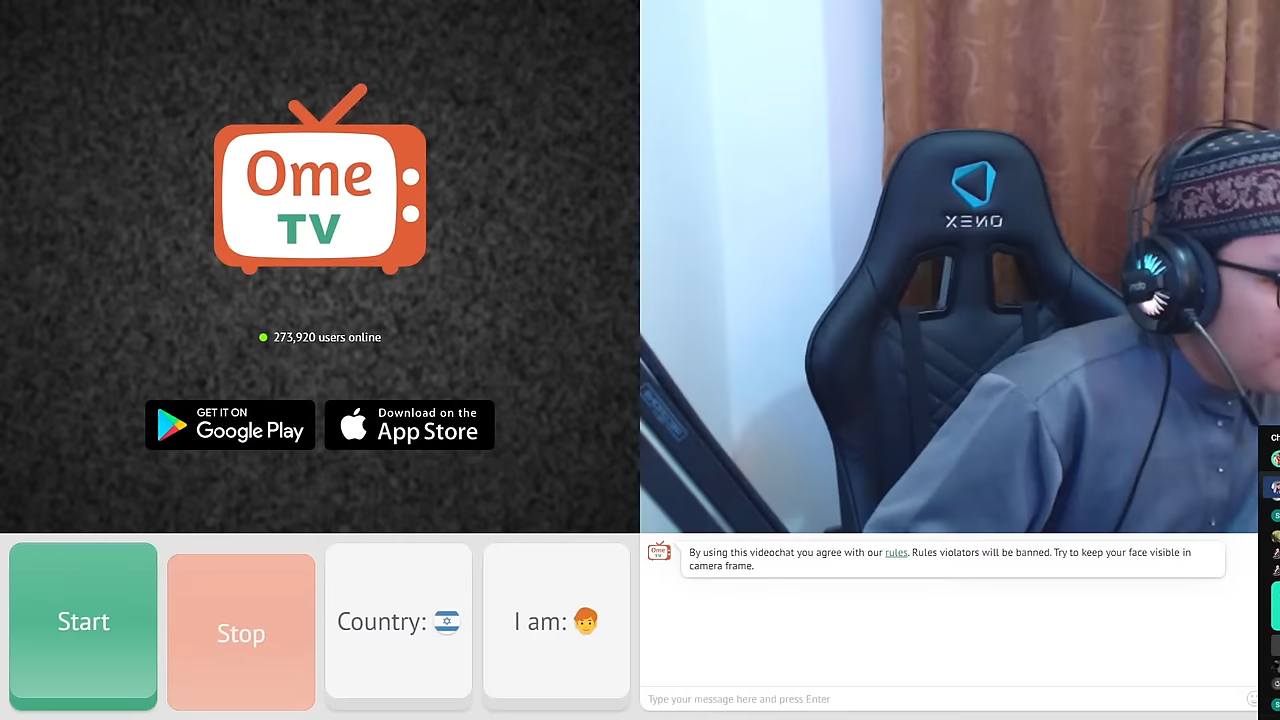 Ome
TV
273,920 users online
GET IT ON
Google Play
Download on the
App Store
XENO
Start
Stop
Country:
I am:
By using this videochat you agree with our rules. Rules violators will be banned. Try to keep your face visible in
camera frame.
Type your message here and press Enter